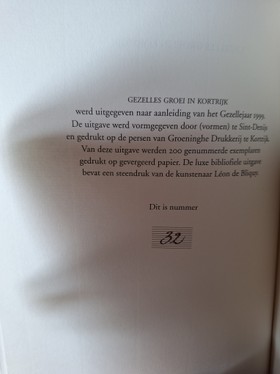 GEZELLES GROEI IN KORTRIJK
werd uitgegeven naar aanleiding van het Gezellejaar 1999.
De uitgave werd vormgegeven door (vormen) te Sint-Denijs
en gedrukt op de persen van Groeninghe Drukkerij te Kortrijk.
Van deze uitgave werden 200 genummerde exemplaren
gedrukt op gevergeerd papier. De luxe bibliofiele uitgave
bevat een steendruk van de kunstenaar Léon de Bliquy.
Dit is nummer
32